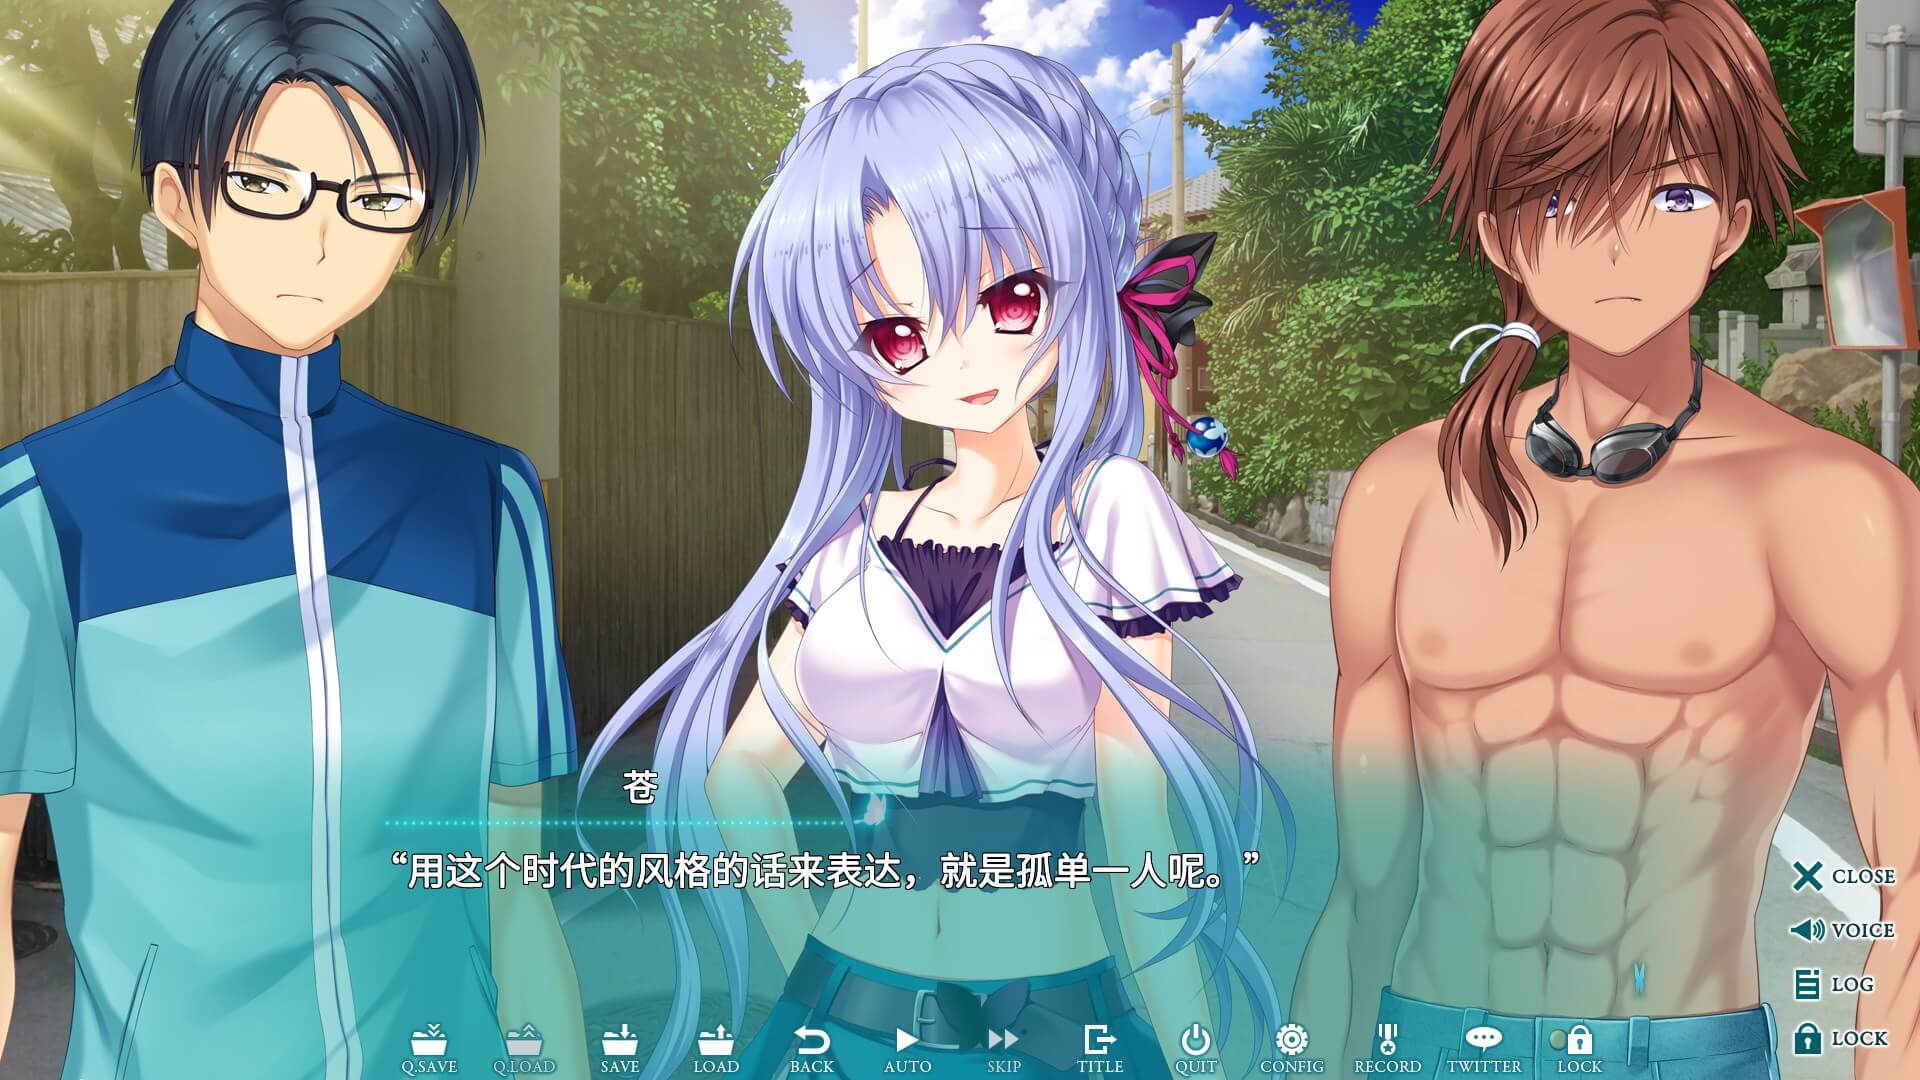 苍
“用这个时代的风格的话来表达，就是孤单一人呢。”
CLOSE
VOICE
LOG
LOCK
Q.SAVE Q.LOAD SAVE LOAD BACK AUTO SKIP TITLE QUIT CONFIG RECORD TWITTER LOCK